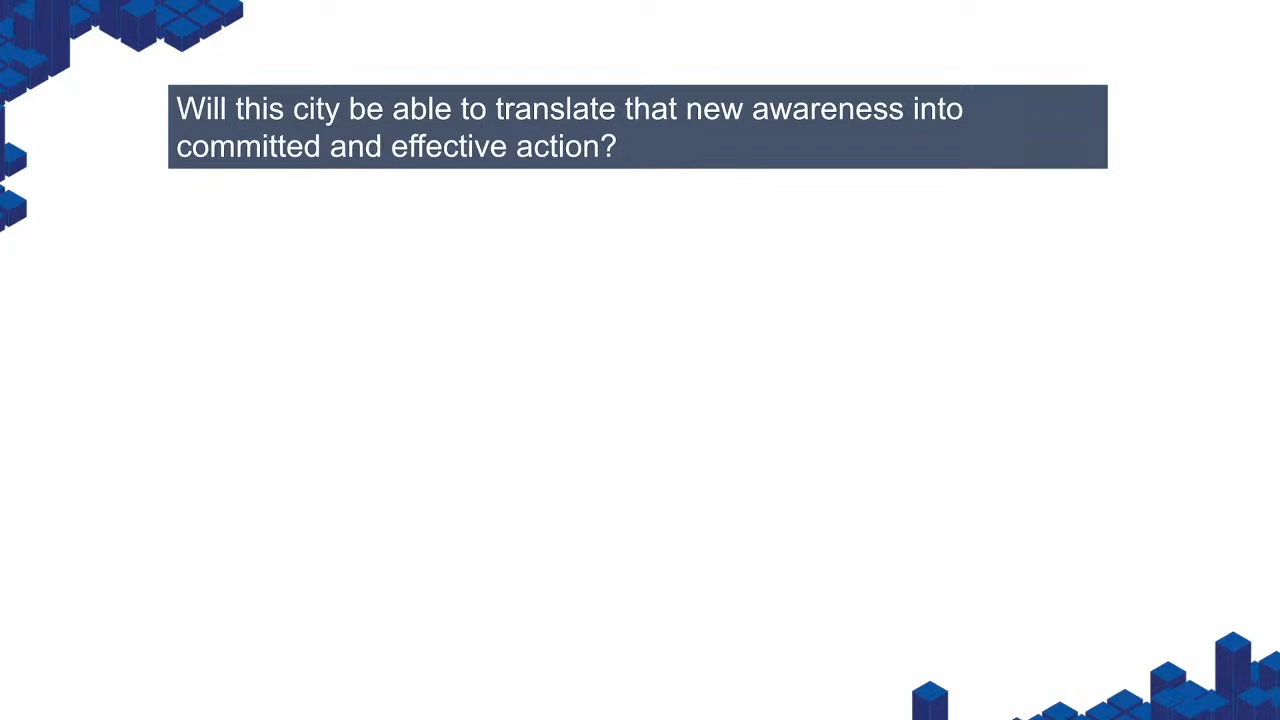 Will this city be able to translate that new awareness into
committed and effective action?